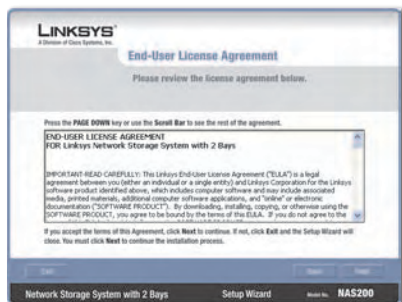 LINKSYS®
A Division of Cisco Systems, Inc.
End-User License Agreement
Please review the license agreement below.
Press the PAGE DOWN key or use the Scroll Bar to see the rest of the agreement.
END-USER LICENSE AGREEMENT
FOR Linksys Network Storage System with 2 Bays
IMPORTANT-READ CAREFULLY: This Linksys End-User License Agreement ("EULA") is a legal
agreement between you (either an individual or a single entity) and Linksys Corporation for the Linksys
software product identified above, which includes computer software and may include associated
media, printed materials, additional computer software applications, and "online" or electronic
documentation ("SOFTWARE PRODUCT"). By downloading, installing, copying, or otherwise using the
SOFTWARE PRODUCT, you agree to be bound by the terms of this EULA. If you do not agree to the
If you accept the terms of this Agreement, click Next to continue. If not, click Exit and the Setup Wizard will
close. You must click Next to continue the installation process.
Exit
Next
Network Storage System with 2 Bays
Setup Wizard
Model No.
NAS200